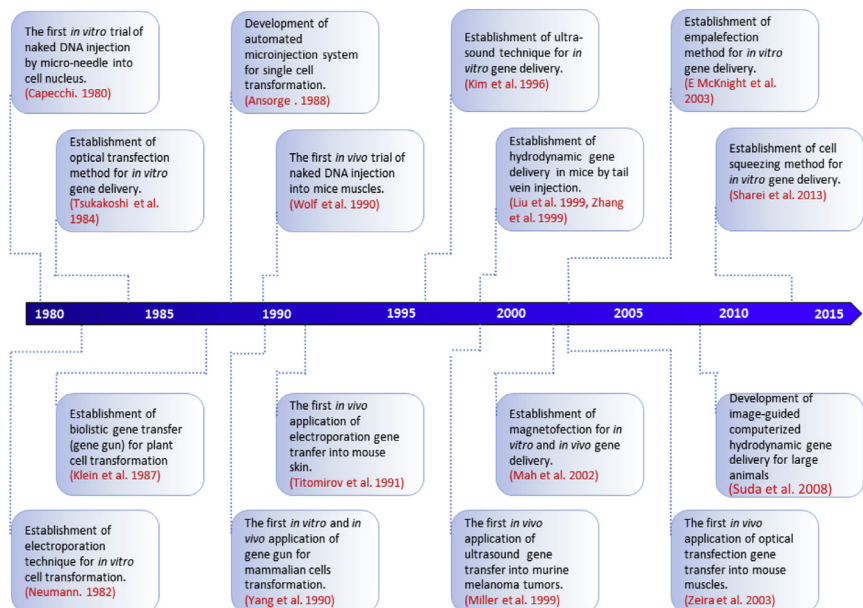 The first in vitro trial of
naked DNA injection
by micro-needle into
cell nucleus.
(Capecchi. 1980)
Development of
automated
microinjection system
for single cell
transformation.
(Ansorge . 1988)
Establishment of ultra-
sound technique for in
vitro gene delivery.
(Kim et al. 1996)
Establishment of
empalefection
method for in vitro
gene delivery.
(E McKnight et al.
2003)
Establishment of
optical transfection
method for in vitro
gene delivery.
(Tsukakoshi et al.
1984)
The first in vivo trial of
naked DNA injection
into mice muscles.
(Wolf et al. 1990)
Establishment of
hydrodynamic gene
delivery in mice by tail
vein injection.
(Liu et al. 1999, Zhang
et al. 1999)
Establishment of cell
squeezing method for
in vitro gene delivery.
(Sharei et al. 2013)
1980 1985 1990 1995 2000 2005 2010 2015
Establishment of
biolistic gene transfer
(gene gun) for plant
cell transformation
(Klein et al. 1987)
The first in vivo
application of
electroporation gene
tranfer into mouse
skin.
(Titomirov et al. 1991)
Establishment of
magnetofection for in
vitro and in vivo gene
delivery.
(Mah et al. 2002)
Development of
image-guided
computerized
hydrodynamic gene
delivery for large
animals
(Suda et al. 2008)
Establishment of
electroporation
technique for in vitro
cell transformation.
(Neumann. 1982)
The first in vitro and in
vivo application of
gene gun for
mammalian cells
transformation.
(Yang et al. 1990)
The first in vivo
application of
ultrasound gene
transfer into murine
melanoma tumors.
(Miller et al. 1999)
The first in vivo
application of optical
transfection gene
transfer into mouse
muscles.
(Zeira et al. 2003)